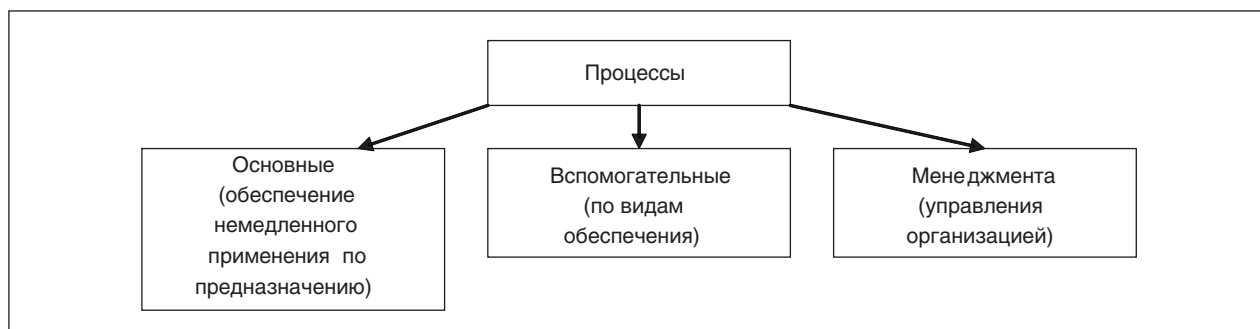 Процессы
Основные
(обеспечение
немедленного
применения по
предназначению)
Вспомогательные
(по видам
обеспечения)
Менеджмента
(управления
организацией)